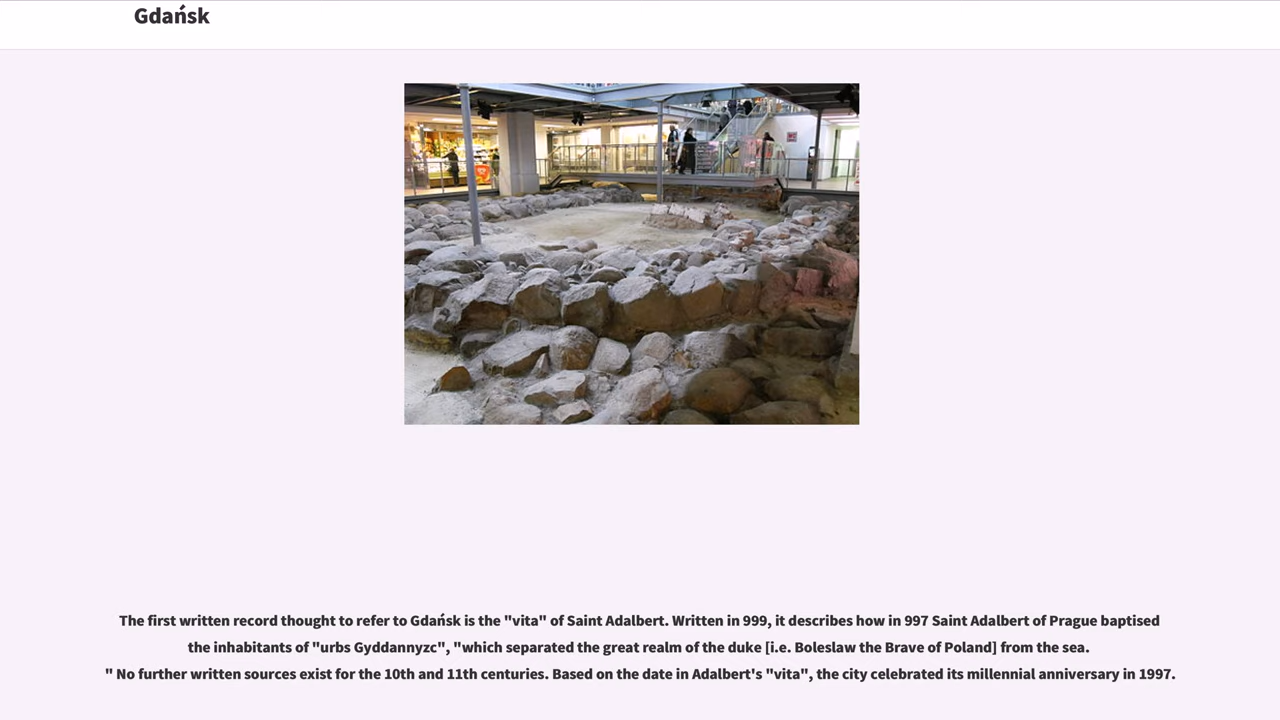 Gdańsk
The first written record thought to refer to Gdańsk is the "vita" of Saint Adalbert. Written in 999, it describes how in 997 Saint Adalbert of Prague baptised
the inhabitants of "urbs Gyddannyzc", "which separated the great realm of the duke [i.e. Boleslaw the Brave of Poland] from the sea.
" No further written sources exist for the 10th and 11th centuries. Based on the date in Adalbert's "vita", the city celebrated its millennial anniversary in 1997.